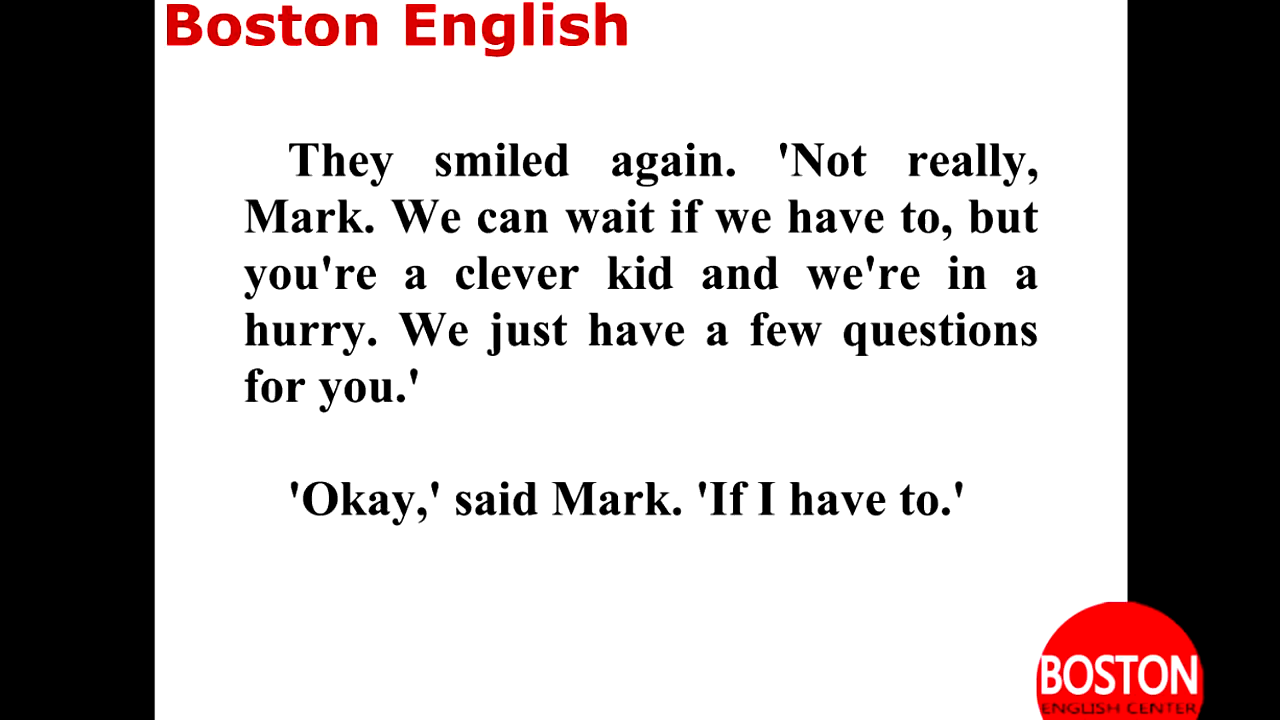 Boston English
They smiled again. 'Not really,
Mark. We can wait if we have to, but
you're a clever kid and we're in a
hurry. We just have a few questions
for you.'
'Okay,' said Mark. 'If I have to.'
BOSTON
ENGLISH CENTER